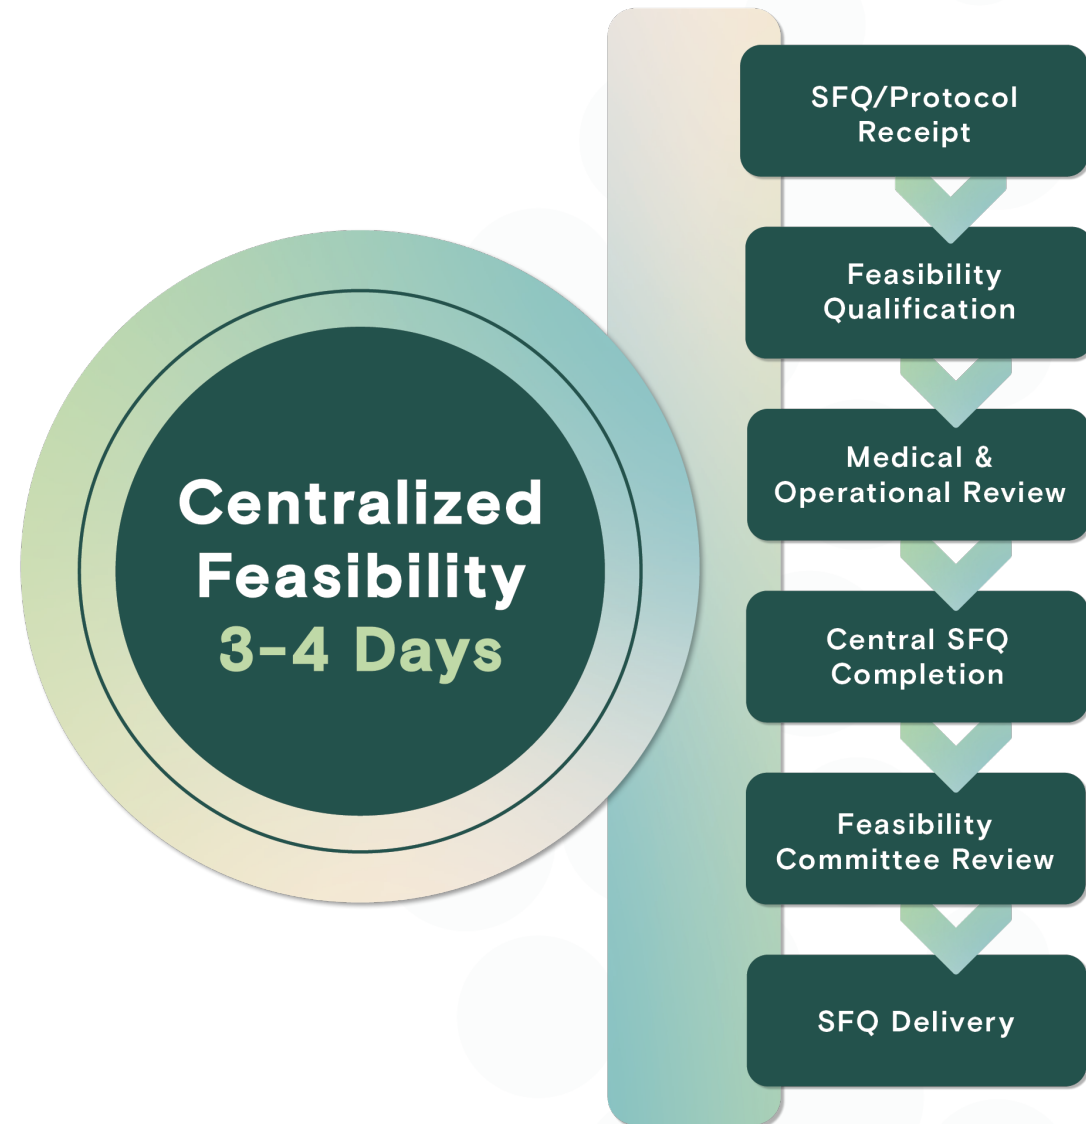 Centralized
Feasibility
3-4 Days
SFQ/Protocol
Receipt
Feasibility
Qualification
Medical &
Operational Review
Central SFQ
Completion
Feasibility
Committee Review
SFQ Delivery